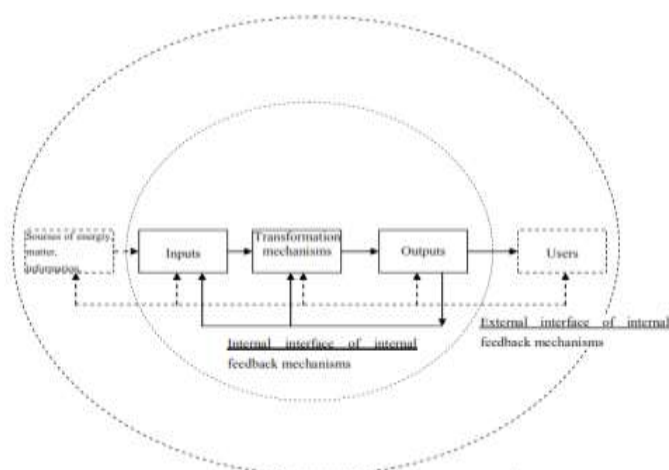 Sources of energiy,
matter,
information
Inputs
Transformation
mechanisms
Outputs
Users
Internal interface of internal
feedback mechanisms
External interface of internal
feedback mechanisms